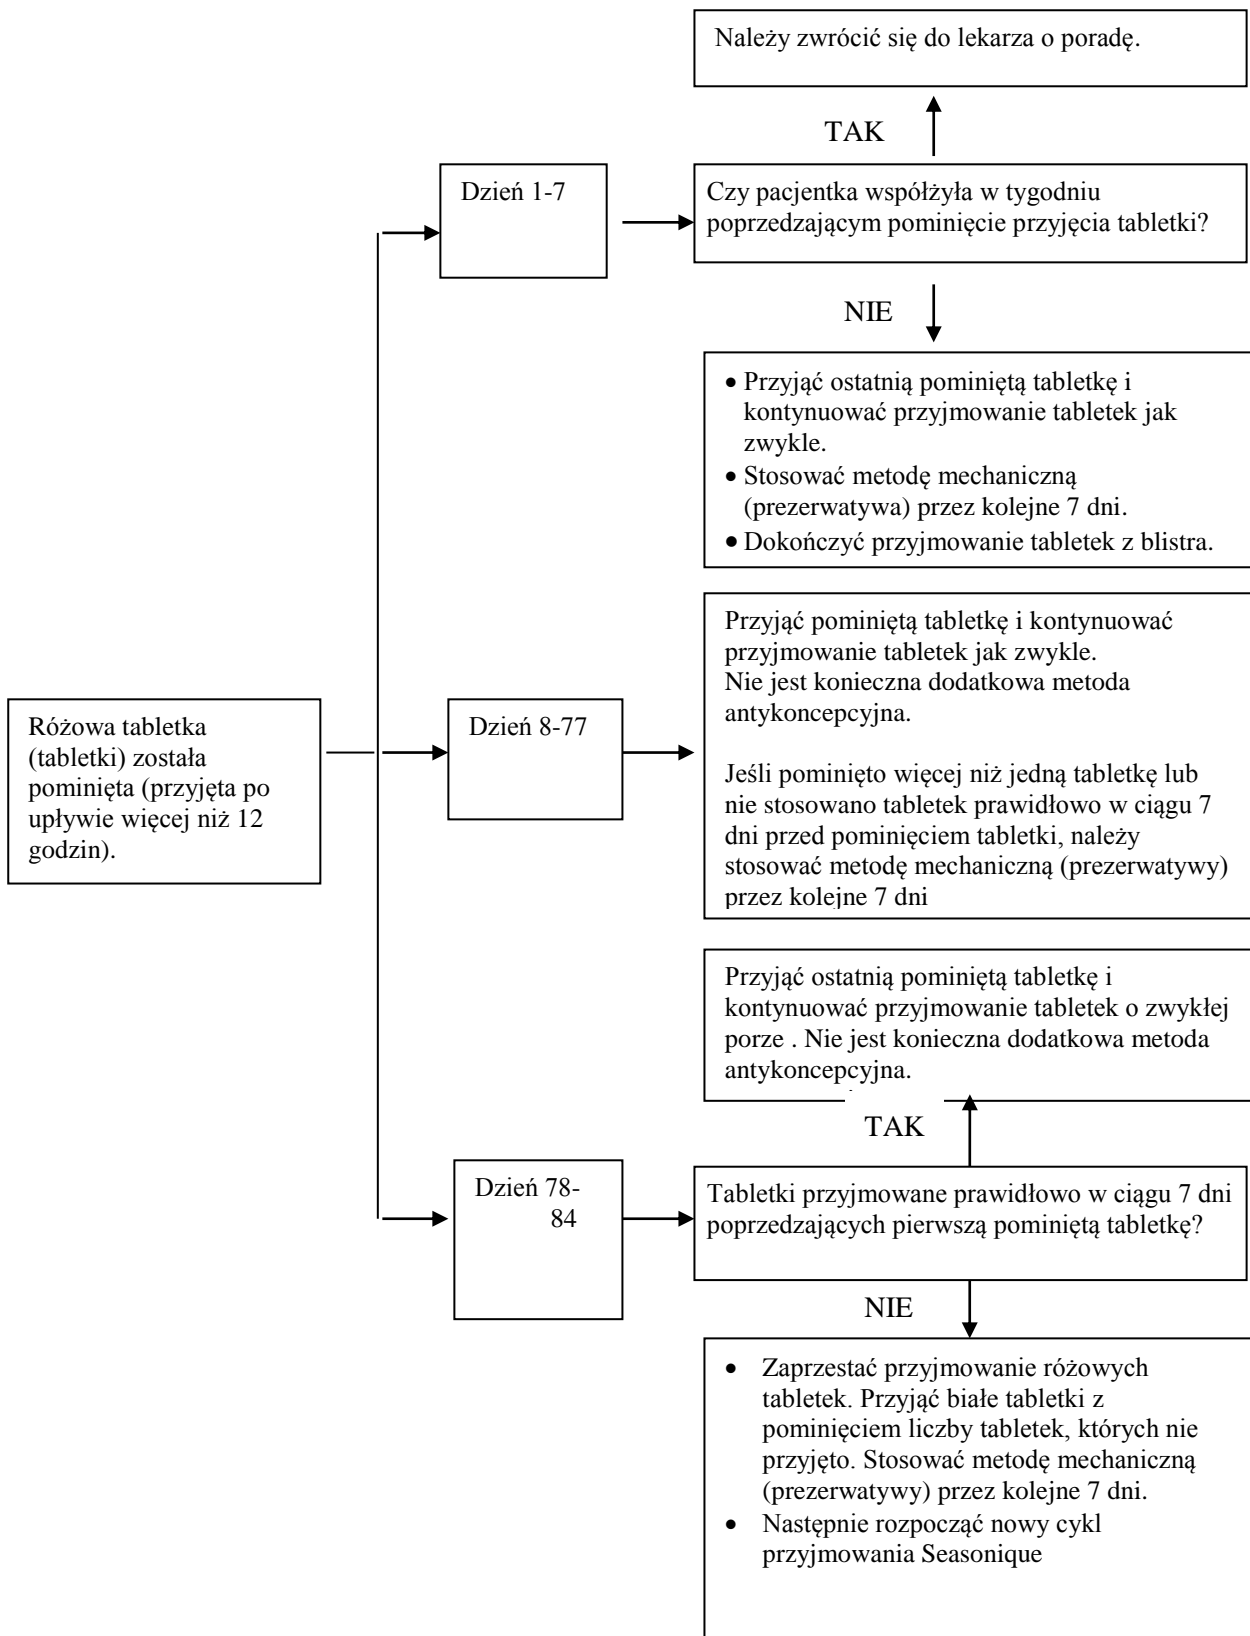 Należy zwrócić się do lekarza o poradę.
TAK
Dzień 1-7
Czy pacjentka współżyła w tygodniu
poprzedzającym pominięcie przyjęcia tabletki?
NIE
• Przyjąć ostatnią pominiętą tabletkę i
kontynuować przyjmowanie tabletek jak
zwykle.
• Stosować metodę mechaniczną
(prezerwatywa) przez kolejne 7 dni.
• Dokończyć przyjmowanie tabletek z blistra.
Różowa tabletka
(tabletki) została
pominięta (przyjęta po
upływie więcej niż 12
godzin).
Dzień 8-77
Przyjąć pominiętą tabletkę i kontynuować
przyjmowanie tabletek jak zwykle.
Nie jest konieczna dodatkowa metoda
antykoncepcyjna.
Jeśli pominięto więcej niż jedną tabletkę lub
nie stosowano tabletek prawidłowo w ciągu 7
dni przed pominięciem tabletki, należy
stosować metodę mechaniczną (prezerwatywy)
przez kolejne 7 dni
Przyjąć ostatnią pominiętą tabletkę i
kontynuować przyjmowanie tabletek o zwykłej
porze . Nie jest konieczna dodatkowa metoda
antykoncepcyjna.
TAK
Dzień 78-
84
Tabletki przyjmowane prawidłowo w ciągu 7 dni
poprzedzających pierwszą pominiętą tabletkę?
NIE
• Zaprzestać przyjmowanie różowych
tabletek. Przyjąć białe tabletki z
pominięciem liczby tabletek, których nie
przyjęto. Stosować metodę mechaniczną
(prezerwatywy) przez kolejne 7 dni.
• Następnie rozpocząć nowy cykl
przyjmowania Seasonique